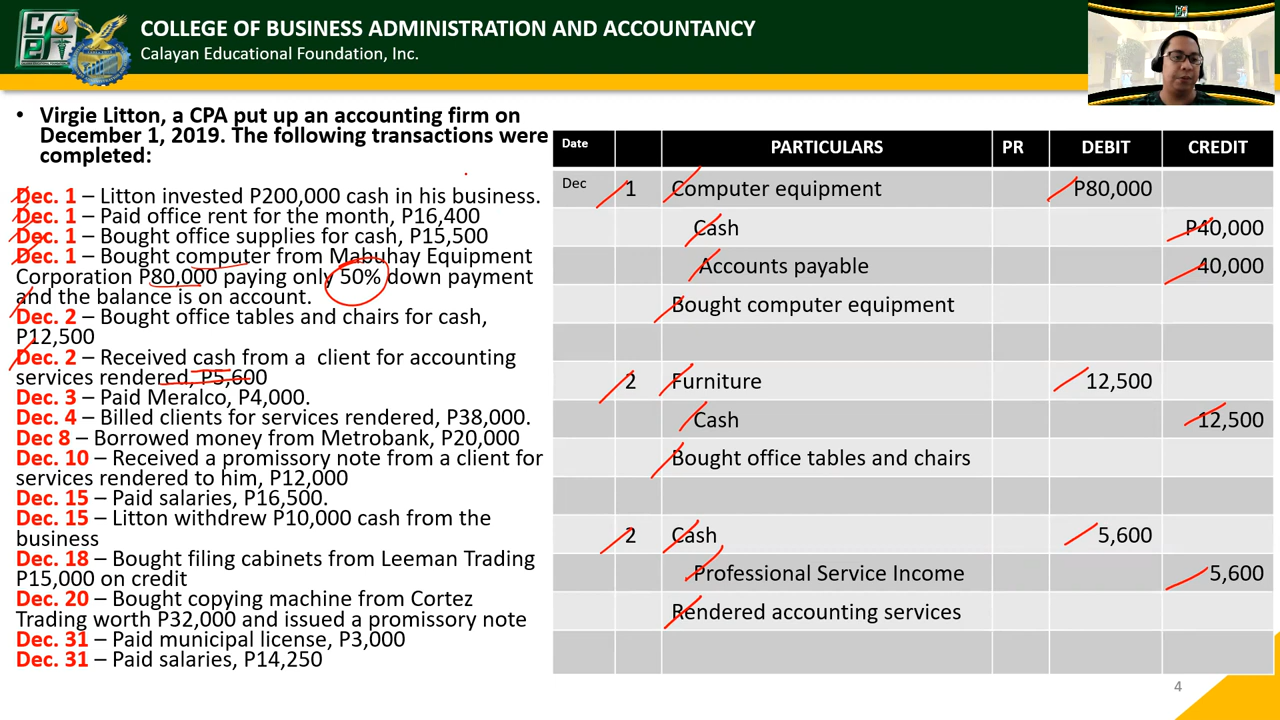 COLLEGE OF BUSINESS ADMINISTRATION AND ACCOUNTANCY
Calayan Educational Foundation, Inc.
• Virgie Litton, a CPA put up an accounting firm on
December 1, 2019. The following transactions were
completed:
Dec. 1 – Litton invested P200,000 cash in his business.
Dec. 1 – Paid office rent for the month, P16,400
Dec. 1 – Bought office supplies for cash, P15,500
Dec. 1 – Bought computer from Mabuhay Equipment
Corporation P80,000 paying only 50% down payment
and the balance is on account.
Dec. 2 – Bought office tables and chairs for cash,
P12,500
Dec. 2 – Received cash from a client for accounting
services rendered, P5,600
Dec. 3 – Paid Meralco, P4,000.
Dec. 4 – Billed clients for services rendered, P38,000.
Dec 8 – Borrowed money from Metrobank, P20,000
Dec. 10 – Received a promissory note from a client for
services rendered to him, P12,000
Dec. 15 – Paid salaries, P16,500.
Dec. 15 – Litton withdrew P10,000 cash from the
business
Dec. 18 – Bought filing cabinets from Leeman Trading
P15,000 on credit
Dec. 20 – Bought copying machine from Cortez
Trading worth P32,000 and issued a promissory note
Dec. 31 – Paid municipal license, P3,000
Dec. 31 – Paid salaries, P14,250
Date PARTICULARS PR DEBIT CREDIT
Dec 1 Computer equipment P80,000
Cash P40,000
Accounts payable 40,000
Bought computer equipment
2 Furniture 12,500
Cash 12,500
Bought office tables and chairs
2 Cash 5,600
Professional Service Income 5,600
Rendered accounting services
4